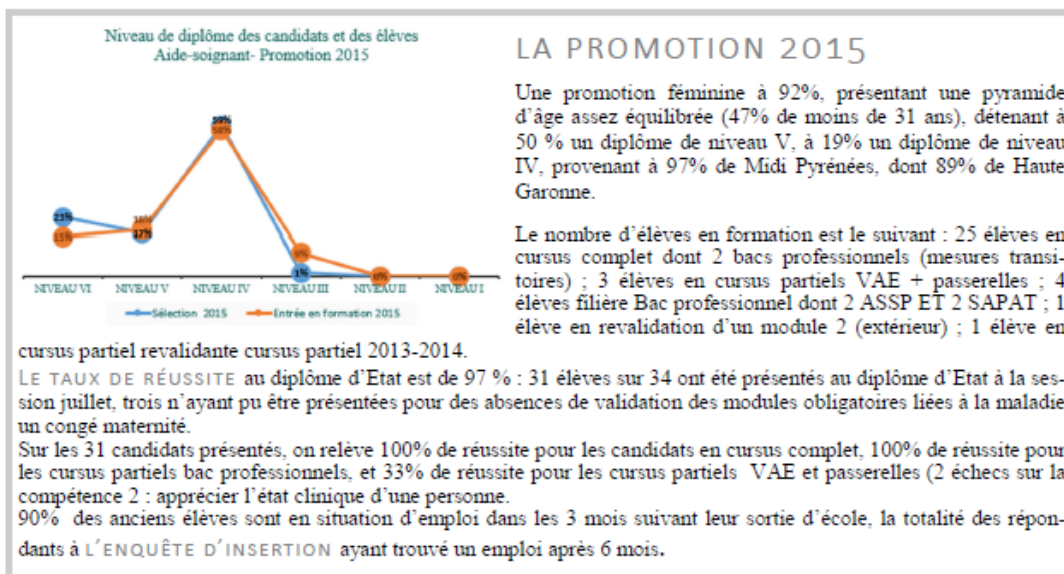 Niveau de diplôme des candidats et des élèves
Aide-soignant- Promotion 2015
59%
58%
23%
15%
18%
17%
9%
1%
0%
0%
NIVEAU VI NIVEAU V NIVEAU IV NIVEAU III NIVEAU II NIVEAU I
Sélection 2015 Entrée en formation 2015
LA PROMOTION 2015
Une promotion féminine à 92%, présentant une pyramide
d'âge assez équilibrée (47% de moins de 31 ans), détenant à
50 % un diplôme de niveau V, à 19% un diplôme de niveau
IV, provenant à 97% de Midi Pyrénées, dont 89% de Haute
Garonne.
Le nombre d'élèves en formation est le suivant : 25 élèves en
cursus complet dont 2 bacs professionnels (mesures transi-
toires) ; 3 élèves en cursus partiels VAE + passerelles ; 4
élèves filière Bac professionnel dont 2 ASSP ET 2 SAPAT ; 1
élève en revalidation d'un module 2 (extérieur) ; 1 élève en
cursus partiel revalidante cursus partiel 2013-2014.
LE TAUX DE RÉUSSITE au diplôme d'Etat est de 97 % : 31 élèves sur 34 ont été présentés au diplôme d'Etat à la ses-
sion juillet, trois n'ayant pu être présentées pour des absences de validation des modules obligatoires liées à la maladie
un congé maternité.
Sur les 31 candidats présentés, on relève 100% de réussite pour les candidats en cursus complet, 100% de réussite pour
les cursus partiels bac professionnels, et 33% de réussite pour les cursus partiels VAE et passerelles (2 échecs sur la
compétence 2 : apprécier l'état clinique d'une personne.
90% des anciens élèves sont en situation d'emploi dans les 3 mois suivant leur sortie d'école, la totalité des répon-
dants à L'ENQUÊTE D'INSERTION ayant trouvé un emploi après 6 mois.